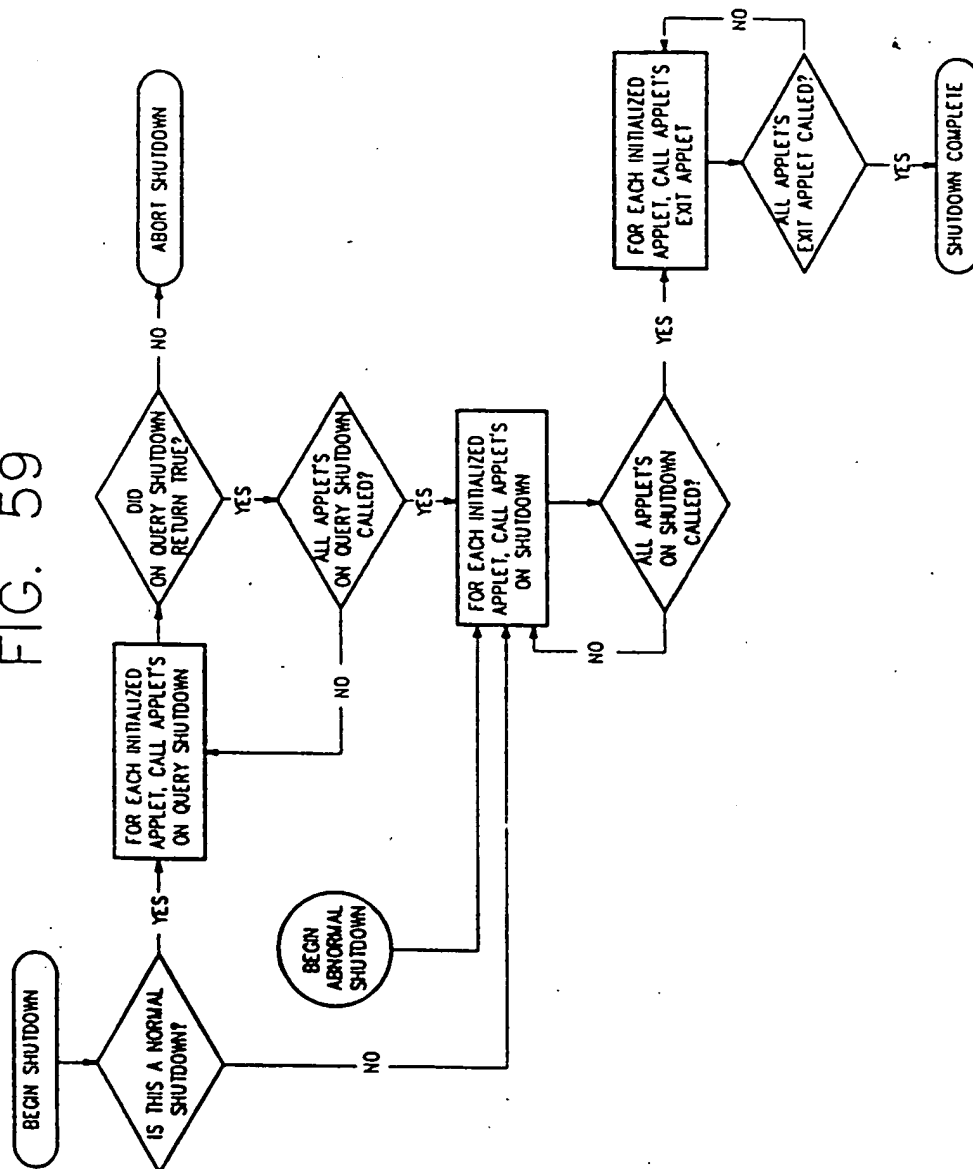 FIG. 59
BEGIN SHUTDOWN
IS THIS A NORMAL
SHUTDOWN?
YES
NO
FOR EACH INITIALIZED
APPLET, CALL APPLET'S
ON QUERY SHUTDOWN
DID
ON QUERY SHUTDOWN
RETURN TRUE?
NO
ABORT SHUTDOWN
YES
ALL APPLET'S
ON QUERY SHUTDOWN
CALLED?
NO
YES
BEGIN
ABNORMAL
SHUTDOWN
FOR EACH INITIALIZED
APPLET, CALL APPLET'S
ON SHUTDOWN
ALL APPLET'S
ON SHUTDOWN
CALLED?
NO
YES
FOR EACH INITIALIZED
APPLET, CALL APPLET'S
EXIT APPLET
ALL APPLET'S
EXIT APPLET CALLED?
NO
YES
SHUTDOWN COMPLETE